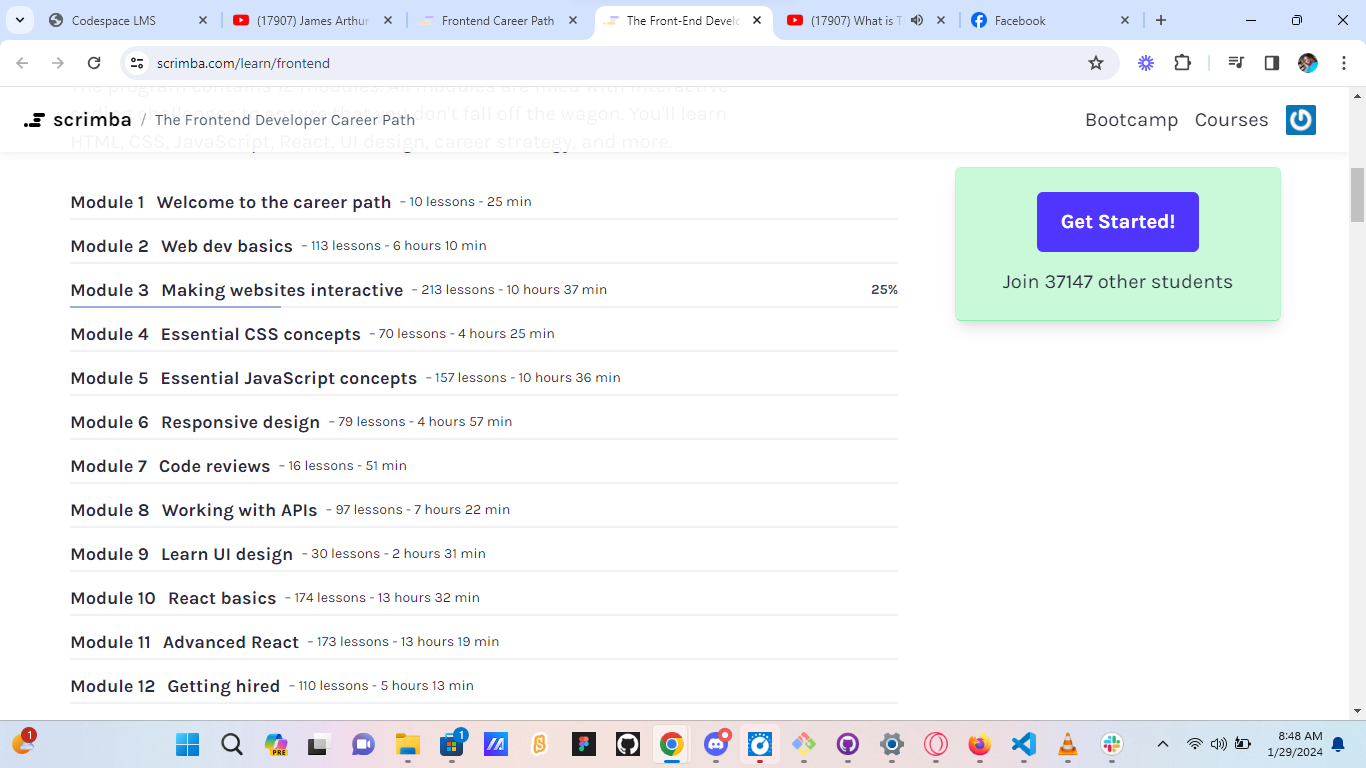 Codespace LMS
(17907) James Arthur
Frontend Career Path
The Front-End Develo
(17907) What is T
Facebook
scrimba.com/learn/frontend
The program contains 12 modules. All modules are filled with interactive
coding challenges to ensure that you don't fall off the wagon. You'll learn
HTML, CSS, JavaScript, React, UI design, career strategy, and more.
scrimba / The Frontend Developer Career Path
Bootcamp Courses
Module 1 Welcome to the career path - 10 lessons - 25 min
Module 2 Web dev basics - 113 lessons - 6 hours 10 min
Module 3 Making websites interactive - 213 lessons - 10 hours 37 min 25%
Module 4 Essential CSS concepts - 70 lessons - 4 hours 25 min
Module 5 Essential JavaScript concepts - 157 lessons - 10 hours 36 min
Module 6 Responsive design - 79 lessons - 4 hours 57 min
Module 7 Code reviews - 16 lessons - 51 min
Module 8 Working with APIs - 97 lessons - 7 hours 22 min
Module 9 Learn UI design - 30 lessons - 2 hours 31 min
Module 10 React basics - 174 lessons - 13 hours 32 min
Module 11 Advanced React - 173 lessons - 13 hours 19 min
Module 12 Getting hired - 110 lessons - 5 hours 13 min
Get Started!
Join 37147 other students
1
PRE
1
8:48 AM
1/29/2024